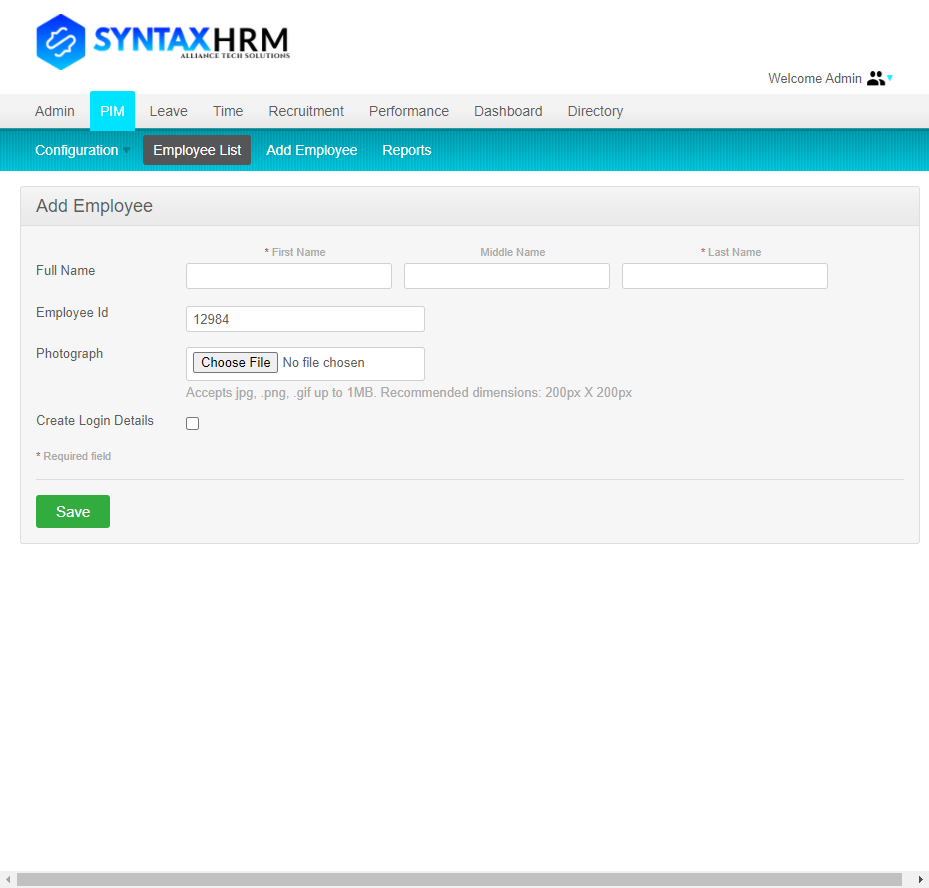 SYNTAXHRM
ALLIANCE TECH SOLUTIONS
Welcome Admin
Admin PIM Leave Time Recruitment Performance Dashboard Directory
Configuration Employee List Add Employee Reports
Add Employee
* First Name Middle Name * Last Name
Full Name
Employee Id 12984
Photograph Choose File No file chosen
Accepts jpg, .png, .gif up to 1MB. Recommended dimensions: 200px X 200px
Create Login Details
* Required field
Save